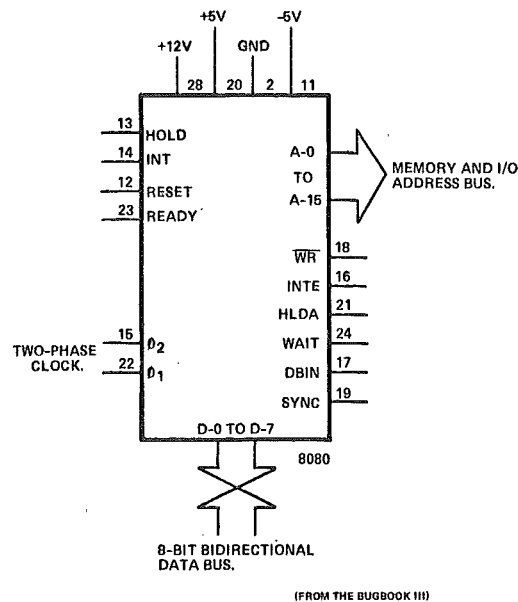 +5V -5V
+12V GND
28 20 2 11
13 HOLD
14 INT
12 RESET
23 READY
A-0
TO
A-15
MEMORY AND I/O
ADDRESS BUS.
WR 18
INTE 16
HLDA 21
WAIT 24
DBIN 17
SYNC 19
TWO-PHASE
CLOCK.
15 Ø2
22 Ø1
D-0 TO D-7
8080
8-BIT BIDIRECTIONAL
DATA BUS.
(FROM THE BUGBOOK III)